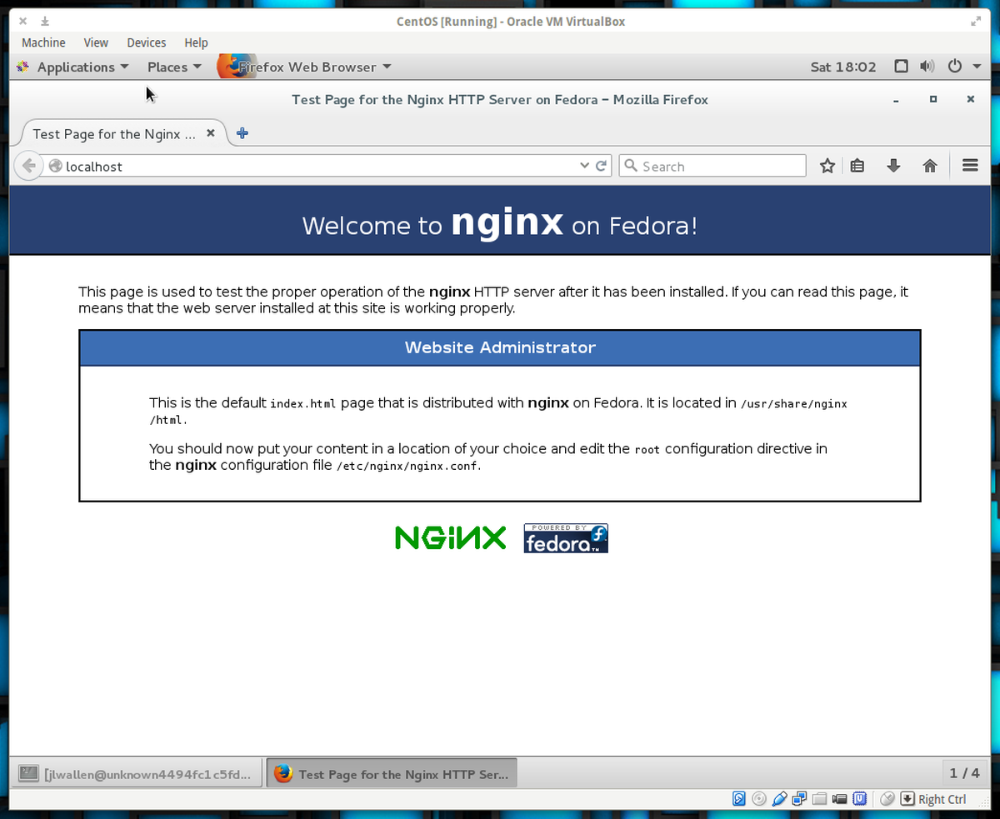 CentOS [Running] - Oracle VM VirtualBox
Machine View Devices Help
Applications Places Firefox Web Browser Sat 18:02
Test Page for the Nginx HTTP Server on Fedora – Mozilla Firefox
Test Page for the Nginx ...
localhost Search
Welcome to nginx on Fedora!
This page is used to test the proper operation of the nginx HTTP server after it has been installed. If you can read this page, it
means that the web server installed at this site is working properly.
Website Administrator
This is the default index.html page that is distributed with nginx on Fedora. It is located in /usr/share/nginx
/html.
You should now put your content in a location of your choice and edit the root configuration directive in
the nginx configuration file /etc/nginx/nginx.conf.
NGiNX POWERED BY
fedora™
[jlwallen@unknown4494fc1c5fd... Test Page for the Nginx HTTP Ser... 1 / 4
Right Ctrl